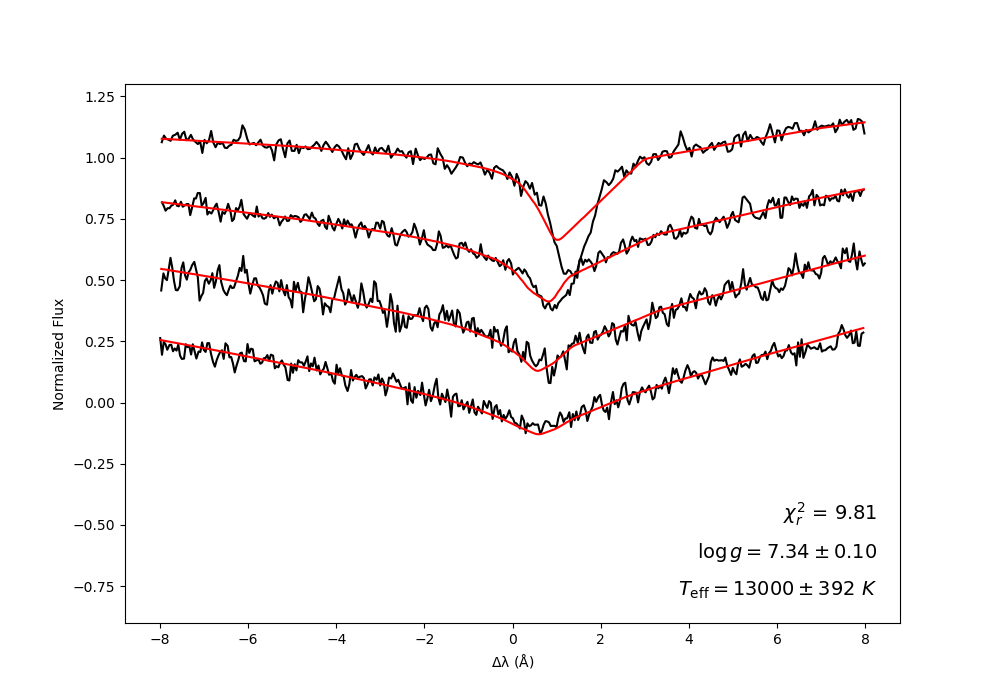 1.25
1.00
0.75
0.50
0.25
0.00
−0.25
−0.50
−0.75
Normalized Flux
χ²ᵣ = 9.81
log g = 7.34 ± 0.10
T_eff = 13000 ± 392 K
−8 −6 −4 −2 0 2 4 6 8
Δλ (Å)